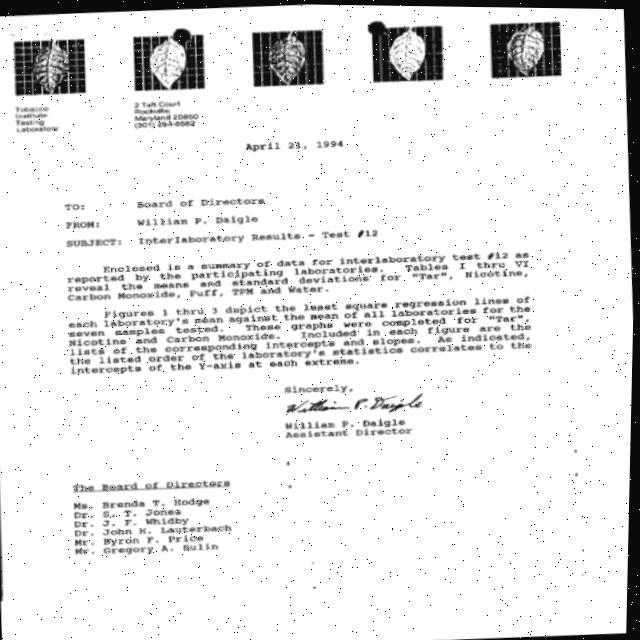 Tobacco
Institute
Testing
Laboratory
2 Taft Court
Rockville,
Maryland 20850
(301)
April 21, 1994
TO: Board of Directors
FROM: William P. Daigle
SUBJECT: Interlaboratory Results - Test #12
Enclosed is a summary of data for interlaboratory test #12 as
reported by the participating laboratories. Tables I thru VI
reveal the means and standard deviations for "Tar", Nicotine,
Carbon Monoxide, Puff, TPM and Water.
Figures 1 thru 3 depict the least square regression lines of
each laboratory's mean against the mean of all laboratories for the
seven samples tested. These graphs were completed for "Tar",
Nicotine and Carbon Monoxide. Included in each figure are the
lists of the corresponding intercepts and slopes. As indicated,
the listed order of the laboratory's statistics correlates to the
intercepts of the Y-axis at each extreme.
Sincerely,
William P. Daigle
William P. Daigle
Assistant Director
The Board of Directors
Ms. Brenda T. Hodge
Dr. S. T. Jones
Dr. J. F. Whidby
Dr. John H. Lauterbach
Mr. Byron F. Price
Mr. Gregory A. Sulin